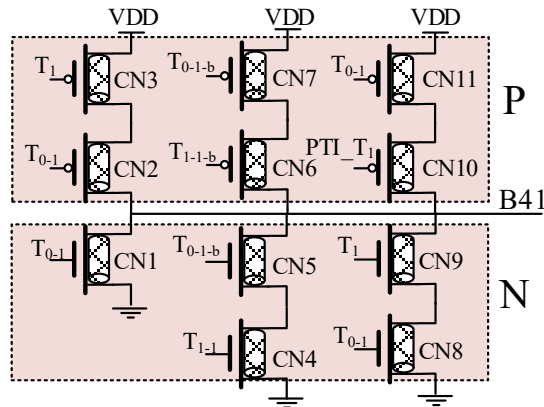 VDD VDD VDD
T1 CN3 T0-1-b CN7 T0-1 CN11
P
T0-1 CN2 T1-1-b CN6 PTI_T1 CN10
B41
T0-1 CN1 T0-1-b CN5 T1 CN9
N
T1-1 CN4 T0-1 CN8